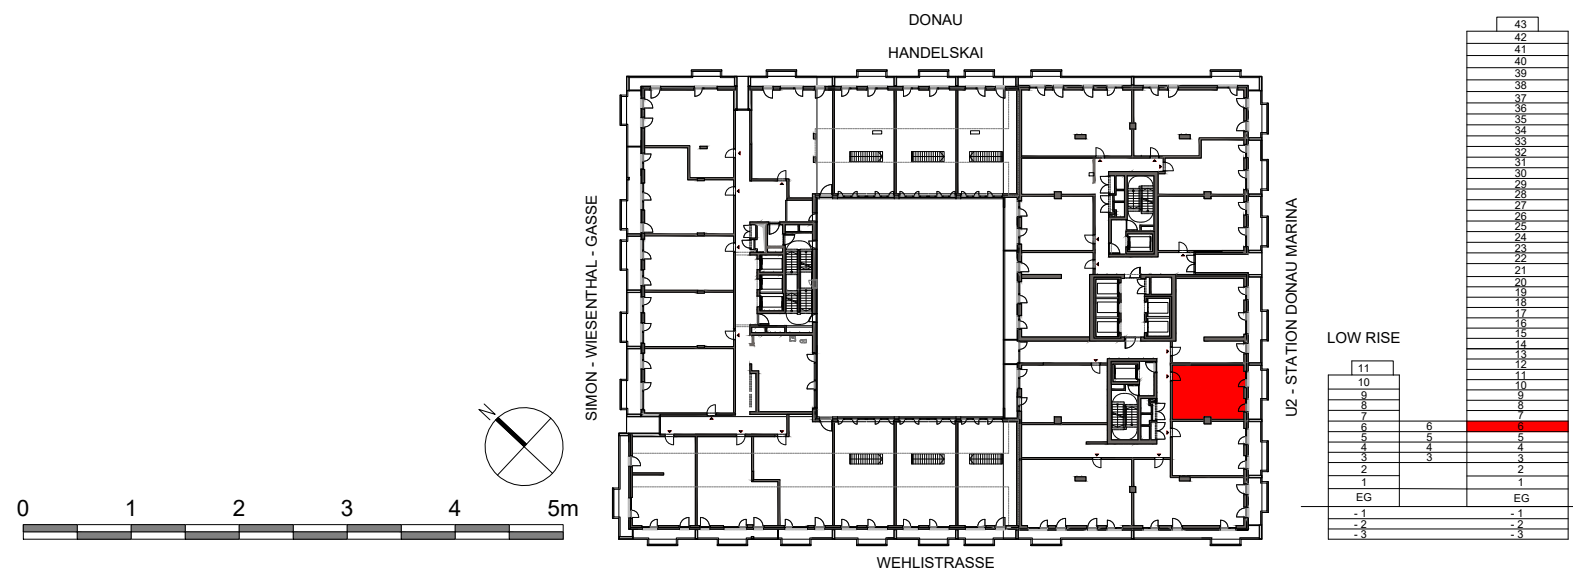 DONAU
HANDELSKAI
SIMON - WIESENTHAL - GASSE
U2 - STATION DONAU MARINA
WEHLISTRASSE
N
0 1 2 3 4 5m
LOW RISE
43
42
41
40
39
38
37
36
35
34
33
32
31
30
29
28
27
26
25
24
23
22
21
20
19
18
17
16
15
14
13
12
11 11
10 10
9 9
8 8
7 7
6 6 6
5 5 5
4 4 4
3 3 3
2 2
1 1
EG EG
- 1 - 1
- 2 - 2
- 3 - 3